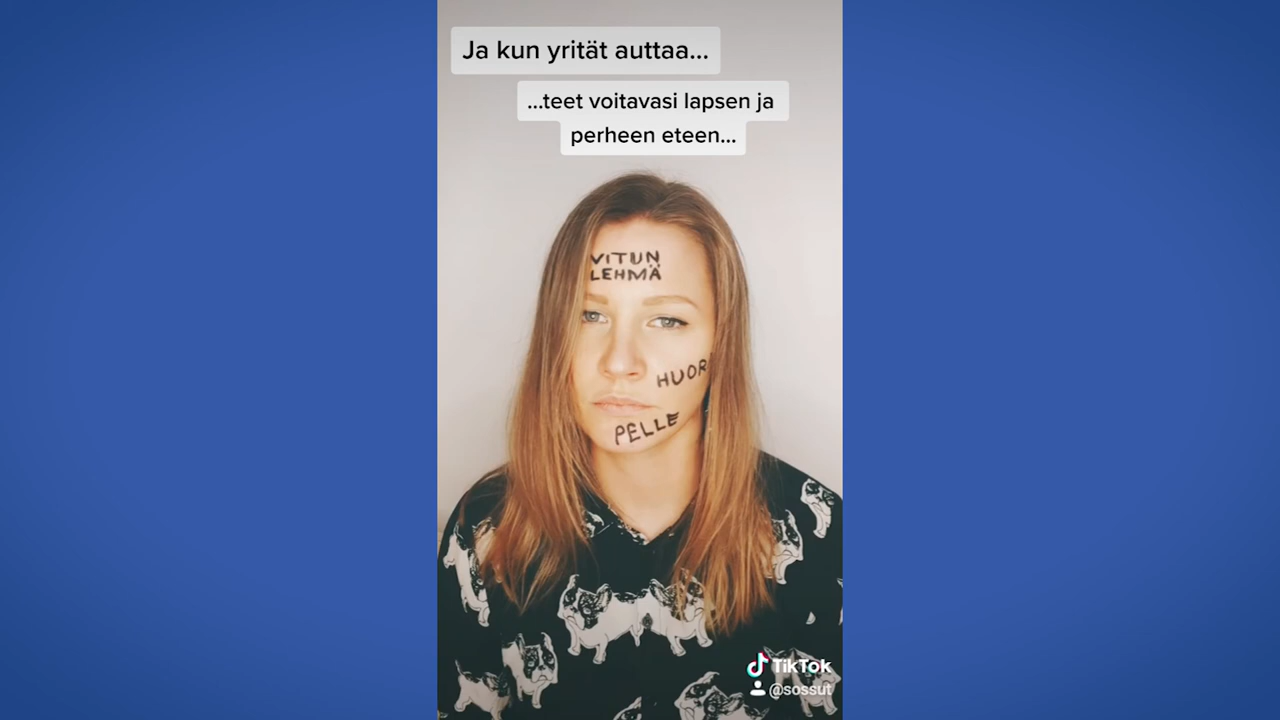 Ja kun yrität auttaa...
...teet voitavasi lapsen ja
perheen eteen...
VITUN
LEHMÄ
HUOR
PELLE
TikTok
@sossut